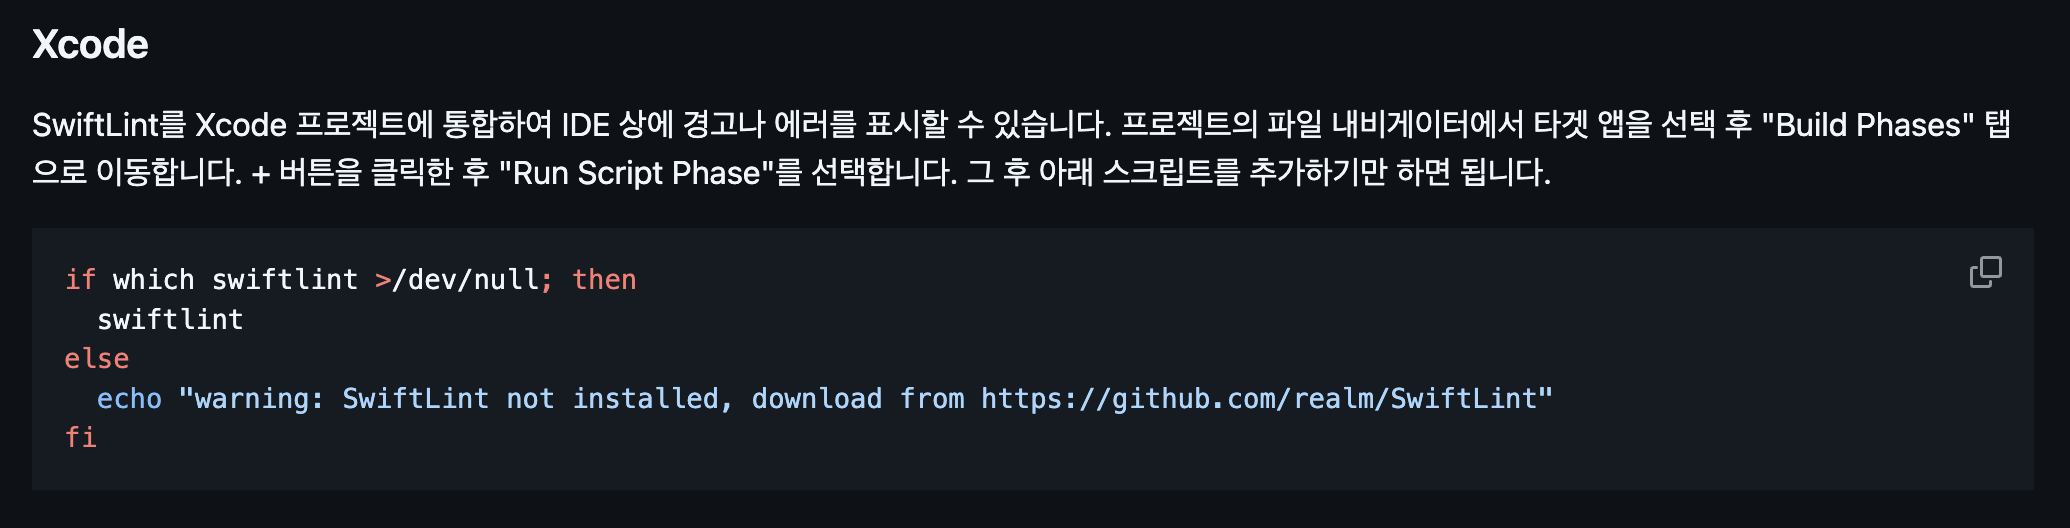 Xcode
SwiftLint를 Xcode 프로젝트에 통합하여 IDE 상에 경고나 에러를 표시할 수 있습니다. 프로젝트의 파일 내비게이터에서 타겟 앱을 선택 후 "Build Phases" 탭
으로 이동합니다. + 버튼을 클릭한 후 "Run Script Phase"를 선택합니다. 그 후 아래 스크립트를 추가하기만 하면 됩니다.
if which swiftlint >/dev/null; then
  swiftlint
else
  echo "warning: SwiftLint not installed, download from https://github.com/realm/SwiftLint"
fi